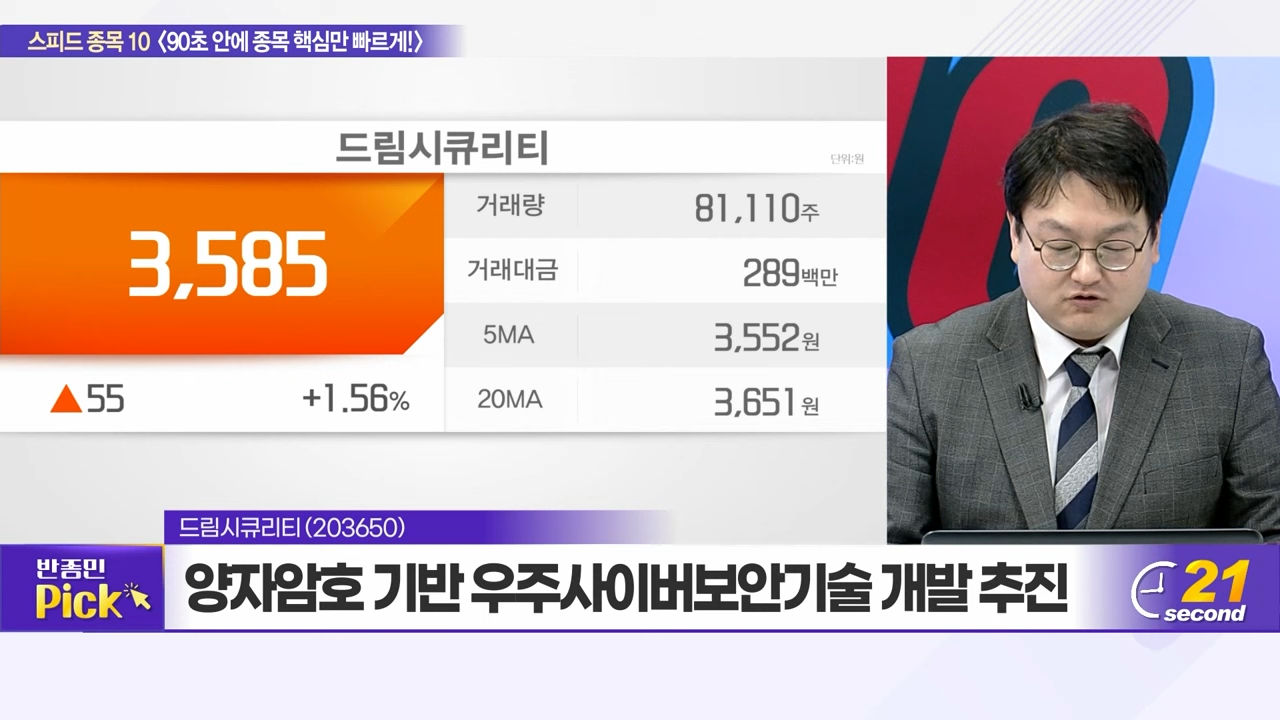 스피드 종목 10 〈90초 안에 종목 핵심만 빠르게!〉
드림시큐리티
단위:원
3,585
▲55 +1.56%
거래량 81,110주
거래대금 289백만
5MA 3,552원
20MA 3,651원
드림시큐리티(203650)
반종민
Pick
양자암호 기반 우주사이버보안기술 개발 추진
21
second